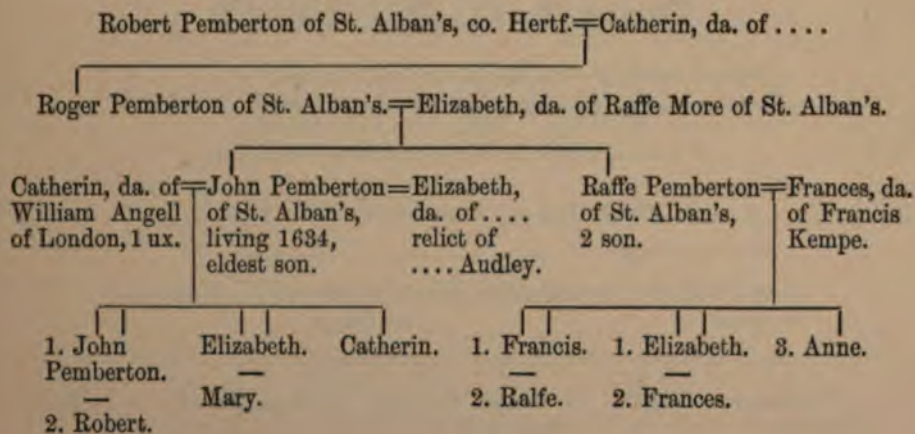 Robert Pemberton of St. Alban's, co. Hertf.=Catherin, da. of ....
Roger Pemberton of St. Alban's.=Elizabeth, da. of Raffe More of St. Alban's.
Catherin, da. of=John Pemberton=Elizabeth, Raffe Pemberton=Frances, da.
William Angell of St. Alban's, da. of .... of St. Alban's, of Francis
of London, 1 ux. living 1634, relict of 2 son. Kempe.
eldest son. .... Audley.
1. John Elizabeth. Catherin. 1. Francis. 1. Elizabeth. 3. Anne.
Pemberton. — — —
— Mary. 2. Ralfe. 2. Frances.
2. Robert.